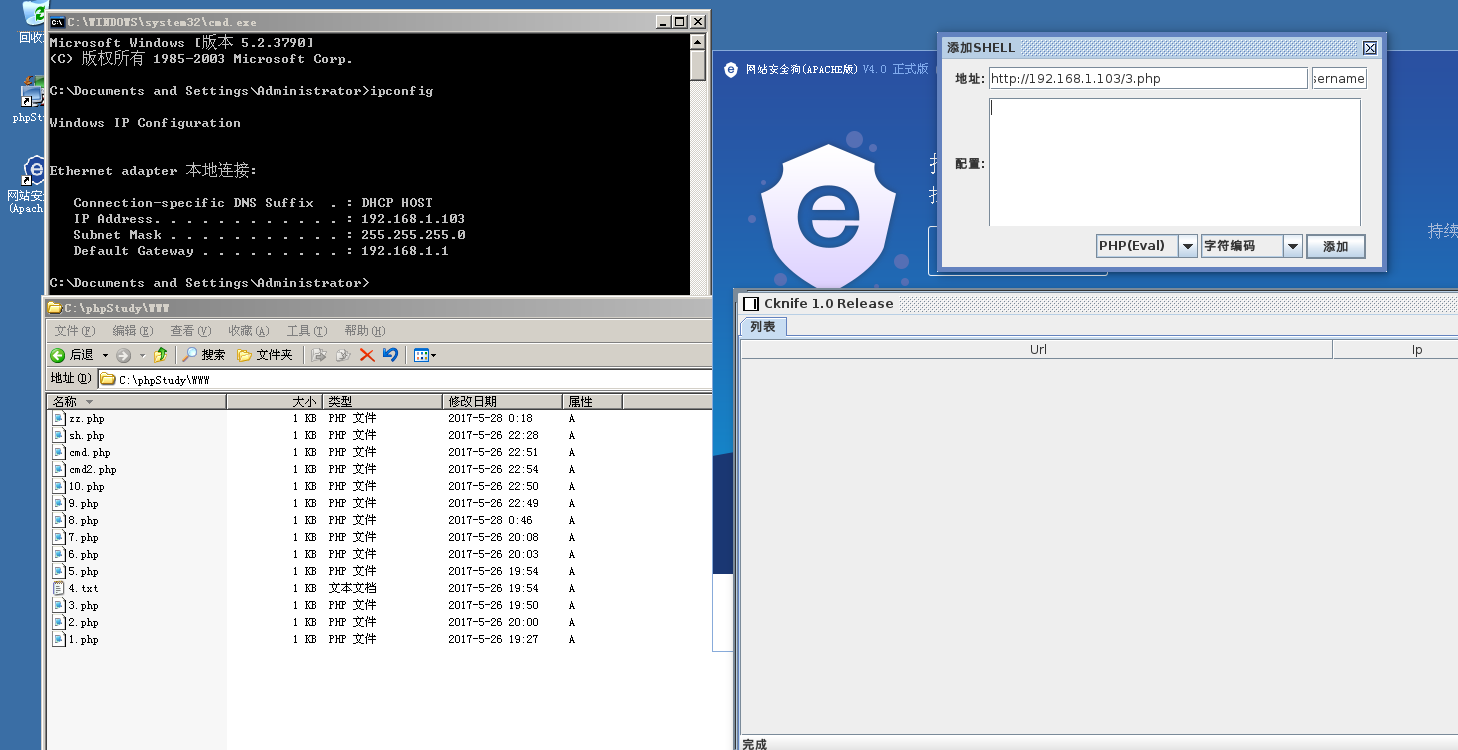 回收
phpSt
网站安
(Apach
C:\WINDOWS\system32\cmd.exe
Microsoft Windows [版本 5.2.3790]
(C) 版权所有 1985-2003 Microsoft Corp.
C:\Documents and Settings\Administrator>ipconfig
Windows IP Configuration
Ethernet adapter 本地连接:
Connection-specific DNS Suffix . : DHCP HOST
IP Address. . . . . . . . . . . . : 192.168.1.103
Subnet Mask . . . . . . . . . . . : 255.255.255.0
Default Gateway . . . . . . . . . : 192.168.1.1
C:\Documents and Settings\Administrator>
网站安全狗(APACHE版) V4.0 正式版
持续
添加SHELL
地址: http://192.168.1.103/3.php sername
配置:
PHP(Eval) 字符编码 添加
C:\phpStudy\WWW
文件(F) 编辑(E) 查看(V) 收藏(A) 工具(T) 帮助(H)
后退 搜索 文件夹
地址(D) C:\phpStudy\WWW
名称 大小 类型 修改日期 属性
zz.php 1 KB PHP 文件 2017-5-28 0:18 A
sh.php 1 KB PHP 文件 2017-5-26 22:28 A
cmd.php 1 KB PHP 文件 2017-5-26 22:51 A
cmd2.php 1 KB PHP 文件 2017-5-26 22:54 A
10.php 1 KB PHP 文件 2017-5-26 22:50 A
9.php 1 KB PHP 文件 2017-5-26 22:49 A
8.php 1 KB PHP 文件 2017-5-28 0:46 A
7.php 1 KB PHP 文件 2017-5-26 20:08 A
6.php 1 KB PHP 文件 2017-5-26 20:03 A
5.php 1 KB PHP 文件 2017-5-26 19:54 A
4.txt 1 KB 文本文档 2017-5-26 19:54 A
3.php 1 KB PHP 文件 2017-5-26 19:50 A
2.php 1 KB PHP 文件 2017-5-26 20:00 A
1.php 1 KB PHP 文件 2017-5-26 19:27 A
Cknife 1.0 Release
列表
Url Ip
完成